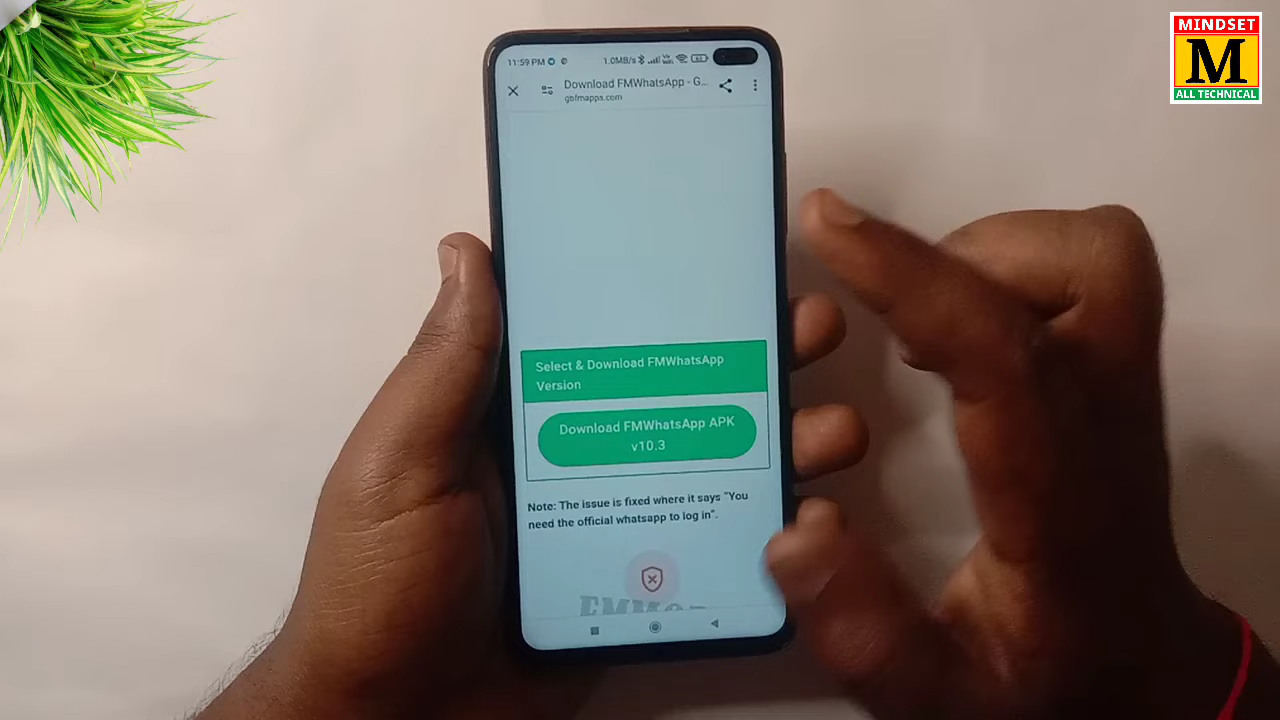 MINDSET
M
ALL TECHNICAL
11:59 PM
1.0MB/s
Download FMWhatsApp - G...
gbfmapps.com
Select & Download FMWhatsApp
Version
Download FMWhatsApp APK
v10.3
Note: The issue is fixed where it says "You
need the official whatsapp to log in".